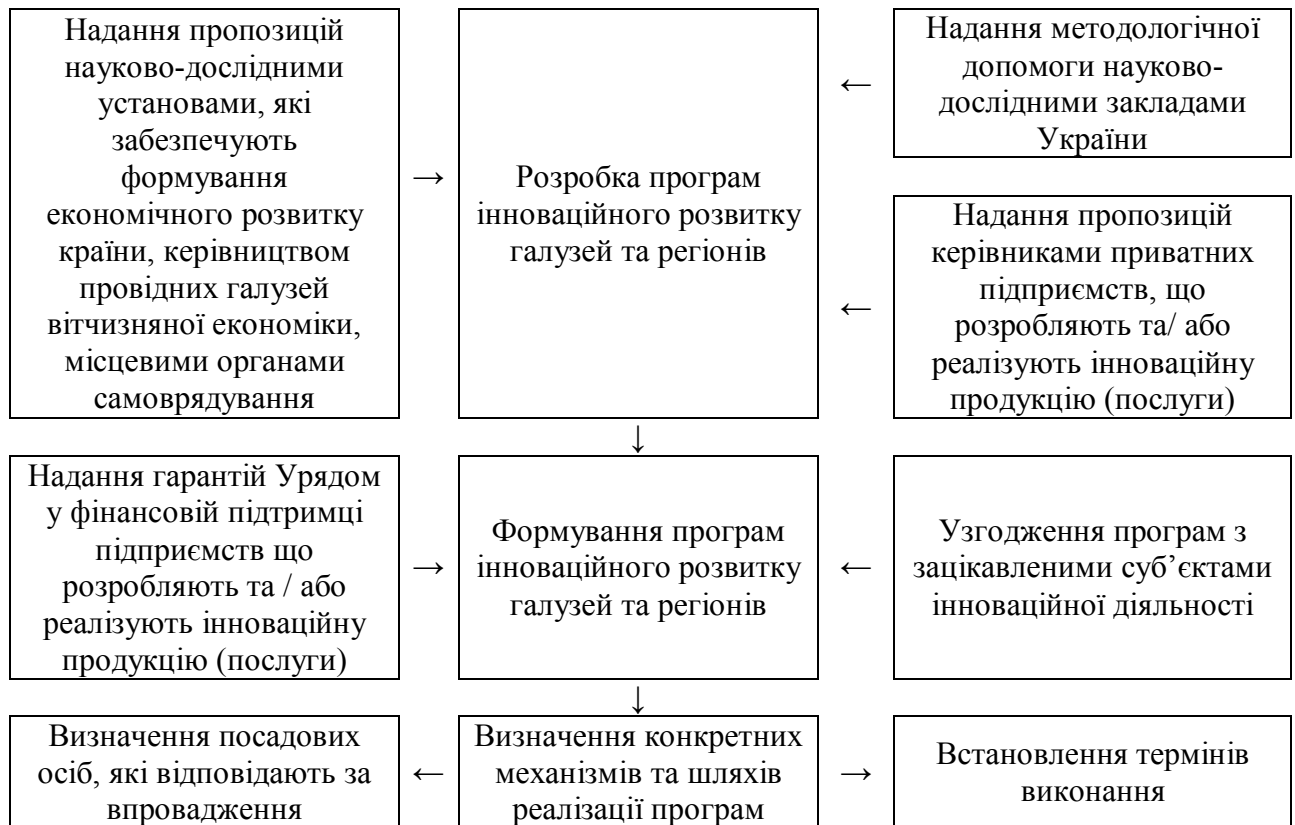 Надання пропозицій
науково-дослідними
установами, які
забезпечують
формування
економічного розвитку
країни, керівництвом
провідних галузей
вітчизняної економіки,
місцевими органами
самоврядування
→
Розробка програм
інноваційного розвитку
галузей та регіонів
←
Надання методологічної
допомоги науково-
дослідними закладами
України
←
Надання пропозицій
керівниками приватних
підприємств, що
розробляють та/ або
реалізують інноваційну
продукцію (послуги)
↓
Надання гарантій Урядом
у фінансовій підтримці
підприємств що
розробляють та / або
реалізують інноваційну
продукцію (послуги)
→
Формування програм
інноваційного розвитку
галузей та регіонів
←
Узгодження програм з
зацікавленими суб’єктами
інноваційної діяльності
↓
Визначення посадових
осіб, які відповідають за
впровадження
←
Визначення конкретних
механізмів та шляхів
реалізації програм
→
Встановлення термінів
виконання